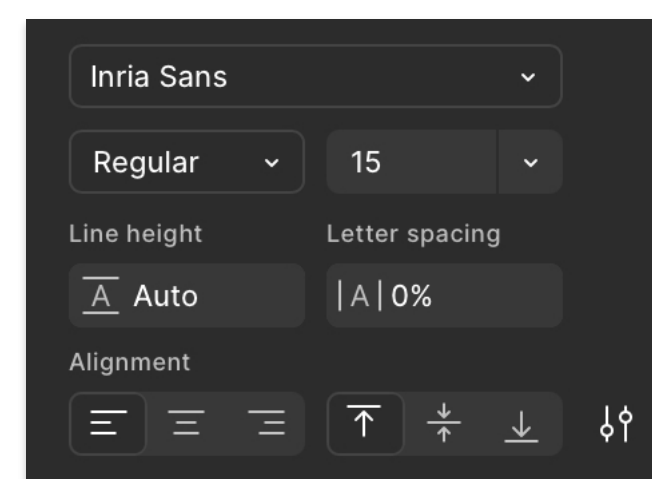 Inria Sans
Regular 15
Line height Letter spacing
A Auto |A| 0%
Alignment